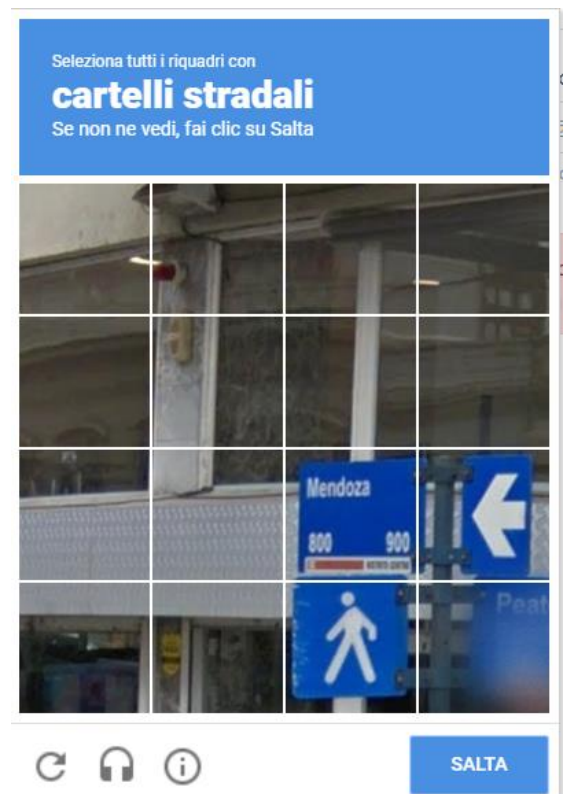 Seleziona tutti i riquadri con
cartelli stradali
Se non ne vedi, fai clic su Salta
Mendoza
800 900
SALTA